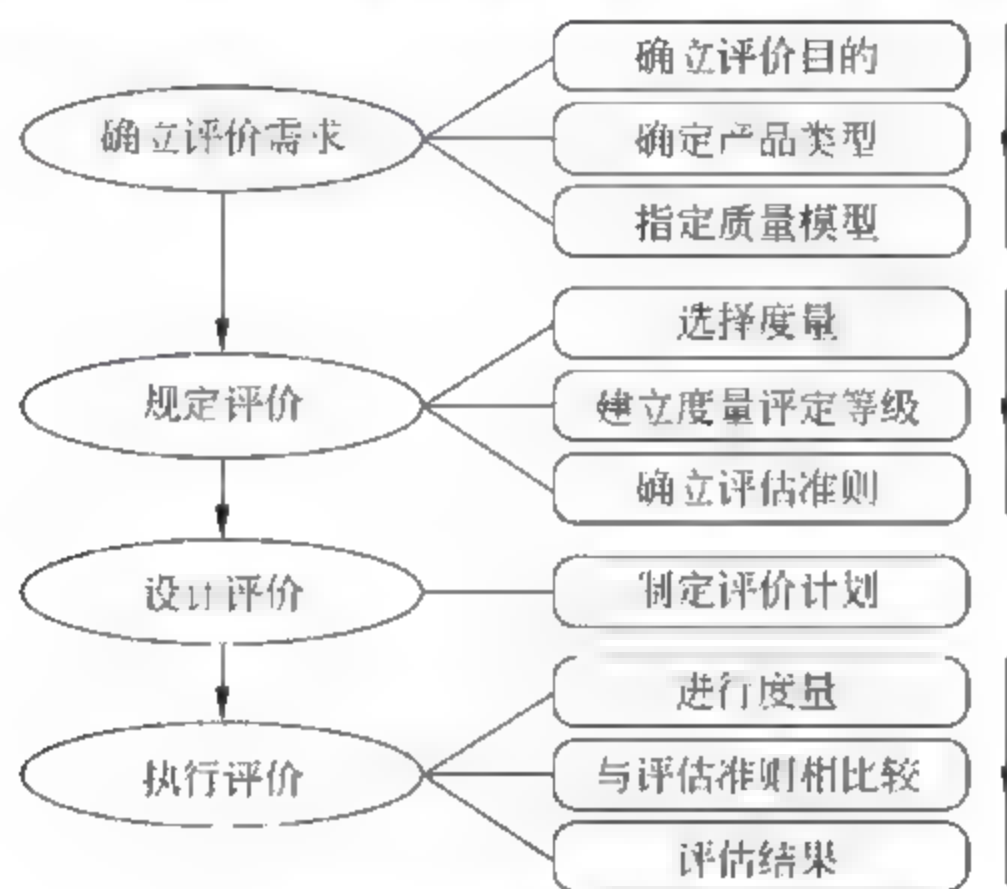 确立评价需求
确立评价目的
确定产品类型
指定质量模型
规定评价
选择度量
建立度量评定等级
确立评估准则
设计评价
制定评价计划
执行评价
进行度量
与评估准则相比较
评估结果